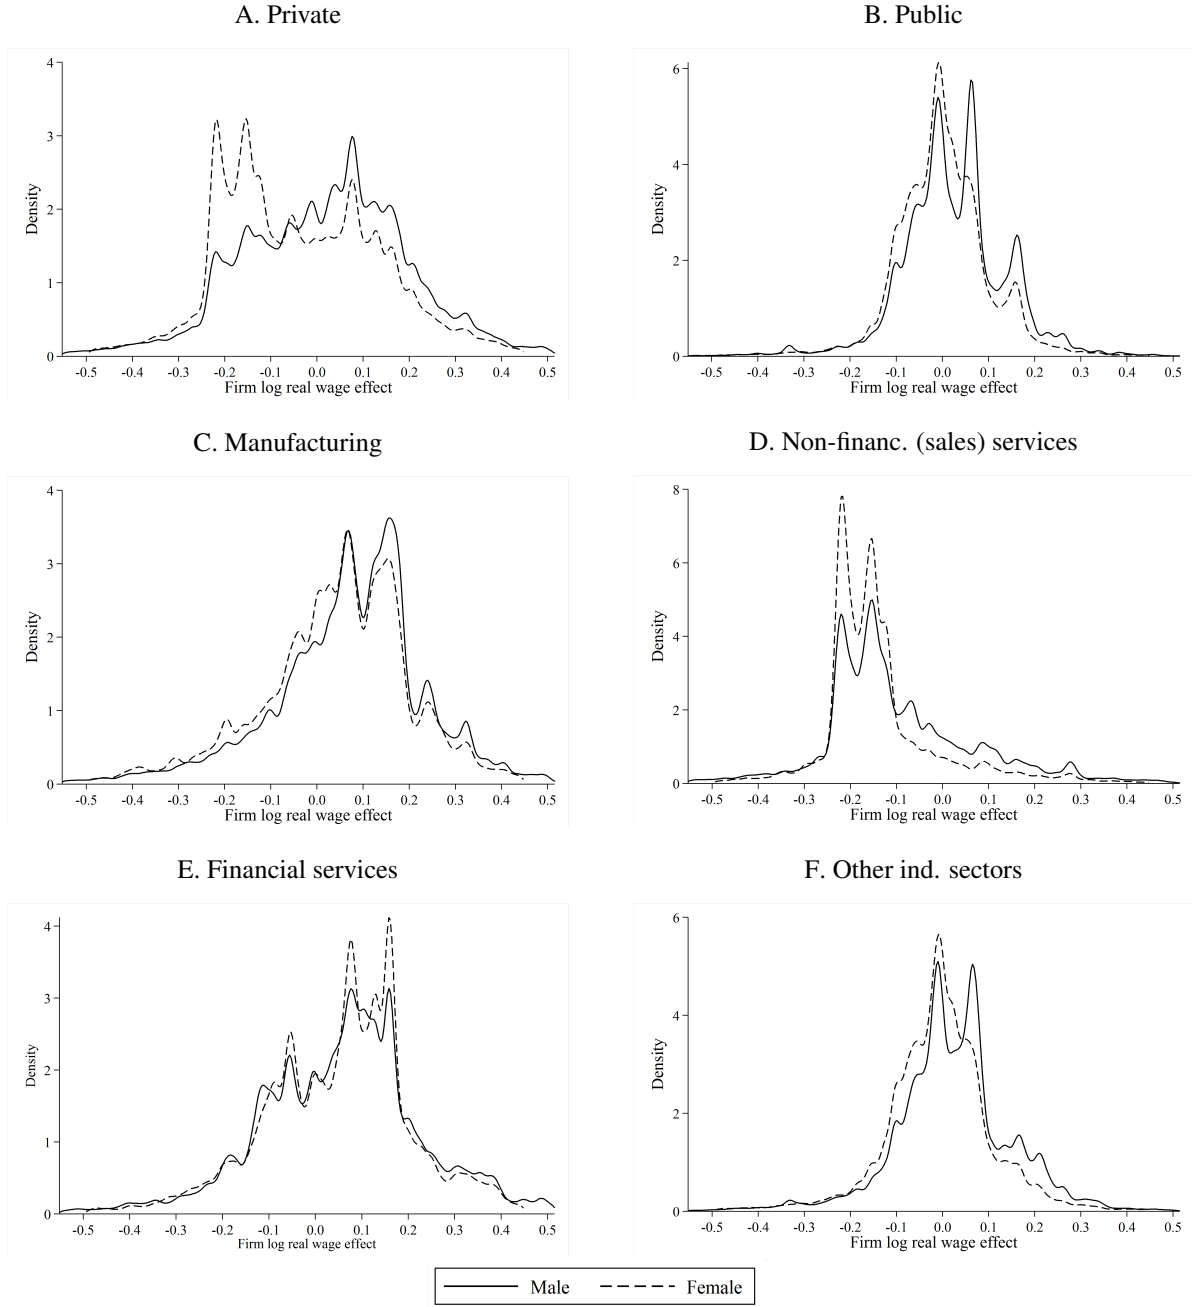 A. Private
B. Public
4
3
2
1
0
Density
-0.5 -0.4 -0.3 -0.2 -0.1 0.0 0.1 0.2 0.3 0.4 0.5
Firm log real wage effect
6
4
2
0
Density
-0.5 -0.4 -0.3 -0.2 -0.1 0.0 0.1 0.2 0.3 0.4 0.5
Firm log real wage effect
C. Manufacturing
D. Non-financ. (sales) services
4
3
2
1
0
Density
-0.5 -0.4 -0.3 -0.2 -0.1 0.0 0.1 0.2 0.3 0.4 0.5
Firm log real wage effect
8
6
4
2
0
Density
-0.5 -0.4 -0.3 -0.2 -0.1 0.0 0.1 0.2 0.3 0.4 0.5
Firm log real wage effect
E. Financial services
F. Other ind. sectors
4
3
2
1
0
Density
-0.5 -0.4 -0.3 -0.2 -0.1 0.0 0.1 0.2 0.3 0.4 0.5
Firm log real wage effect
6
4
2
0
Density
-0.5 -0.4 -0.3 -0.2 -0.1 0.0 0.1 0.2 0.3 0.4 0.5
Firm log real wage effect
Male Female